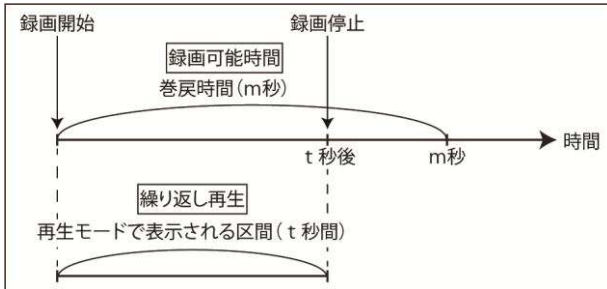 録画開始
録画停止
録画可能時間
巻戻時間(m秒)
t 秒後
m秒
時間
繰り返し再生
再生モードで表示される区間( t 秒間)